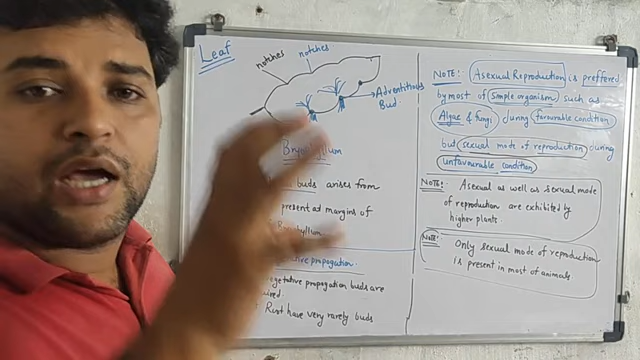 Leaf
notches
notches
Adventitious
Bud.
Bryophyllum
buds arises from
present ad margins of
Bryophyllum
propagation.
getative propagation buds are
Root have very rarely buds
NOTE: Asexual Reproduction is preffered
by most of simple organism such as
Algae & fungi during favourable condition
but sexual mode of reproduction during
unfavourable condition
NOTE: Asexual as well as sexual mode
of reproduction are exhibited by
higher plants.
NOTE: Only sexual mode of reproduction
is present in most of animals.